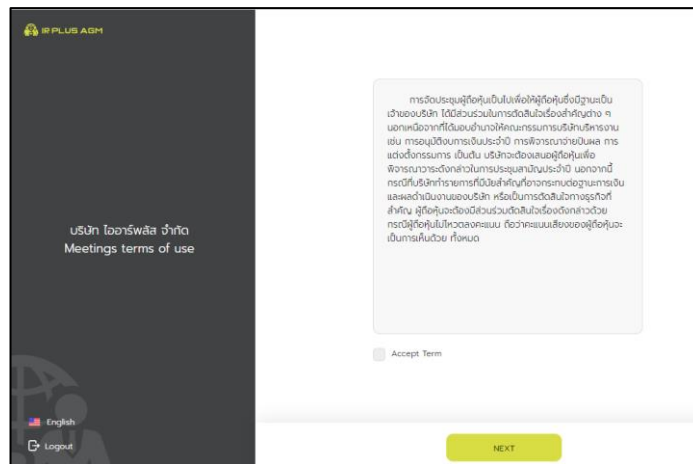 IR PLUS AGM
บริษัท ไออาร์พลัส จำกัด
Meetings terms of use
English
Logout
การจัดประชุมผู้ถือหุ้นเป็นไปเพื่อให้ผู้ถือหุ้นซึ่งมีฐานะเป็น
เจ้าของบริษัท ได้มีส่วนร่วมในการตัดสินใจเรื่องสำคัญต่าง ๆ
นอกเหนือจากที่ได้มอบอำนาจให้คณะกรรมการบริษัทบริหารงาน
เช่น การอนุมัติงบการเงินประจำปี การพิจารณาจ่ายปันผล การ
แต่งตั้งกรรมการ เป็นต้น บริษัทจะต้องเสนอผู้ถือหุ้นเพื่อ
พิจารณาวาระดังกล่าวในการประชุมสามัญประจำปี นอกจากนี้
กรณีที่บริษัททำรายการที่มีนัยสำคัญที่อาจกระทบต่อฐานะการเงิน
และผลดำเนินงานของบริษัท หรือเป็นการตัดสินใจทางธุรกิจที่
สำคัญ ผู้ถือหุ้นจะต้องมีส่วนร่วมตัดสินใจเรื่องดังกล่าวด้วย
กรณีผู้ถือหุ้นไม่โหวตลงคะแนน ถือว่าคะแนนเสียงของผู้ถือหุ้นจะ
เป็นการเห็นด้วย ทั้งหมด
Accept Term
NEXT